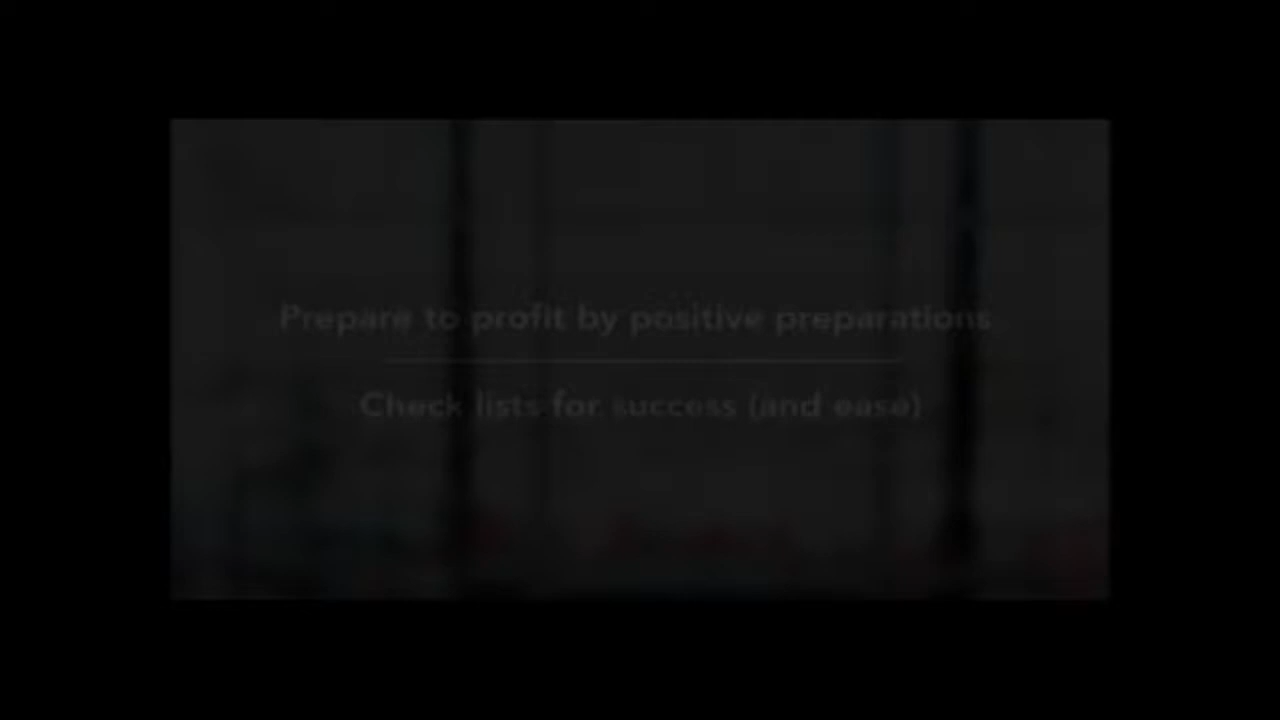 Prepare to profit by positive preparations
Check lists for success (and ease)